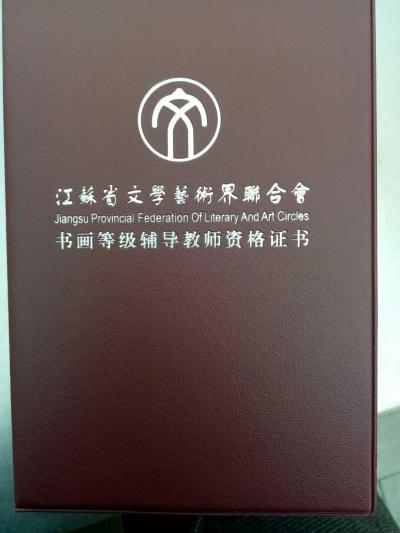 江蘇省文學藝術界聯合會
Jiangsu Provincial Federation Of Literary And Art Circles
书画等级辅导教师资格证书